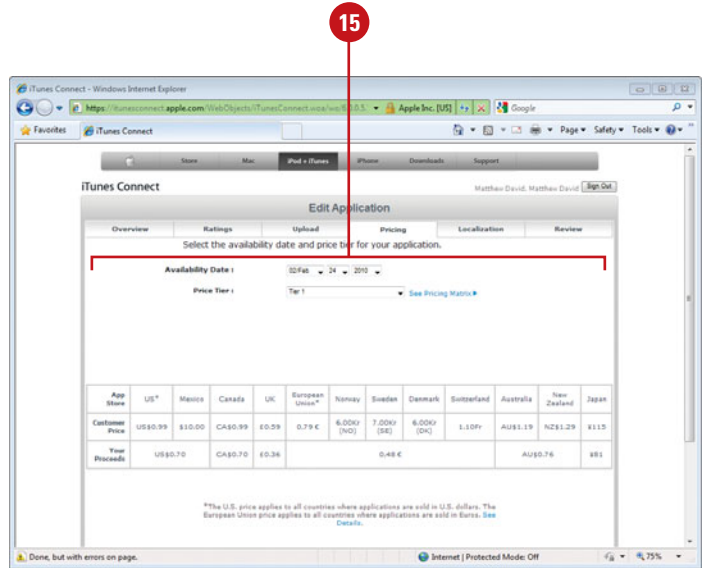 15
iTunes Connect - Windows Internet Explorer
Apple Inc. [US] Google
Favorites iTunes Connect Page Safety Tools
Store Mac iPod + iTunes iPhone Downloads Support
iTunes Connect Matthew David, Matthew David Sign Out
Edit Application
Overview Ratings Upload Pricing Localization Review
Select the availability date and price tier for your application.
Availability Date : 02/Feb 24 2010
Price Tier : Tier 1 See Pricing Matrix
App Store US* Mexico Canada UK European Union* Norway Sweden Denmark Switzerland Australia New Zealand Japan
Customer Price US$0.99 $10.00 CA$0.99 £0.59 0.79 € 6.00Kr (NO) 7.00Kr (SE) 6.00Kr (DK) 1.10Fr AU$1.19 NZ$1.29 ¥115
Your Proceeds US$0.70 CA$0.70 £0.36 0.48 € AU$0.76 ¥81
*The U.S. price applies to all countries where applications are sold in U.S. dollars. The
European Union price applies to all countries where applications are sold in Euros. See
Details.
Done, but with errors on page. Internet | Protected Mode: Off 75%